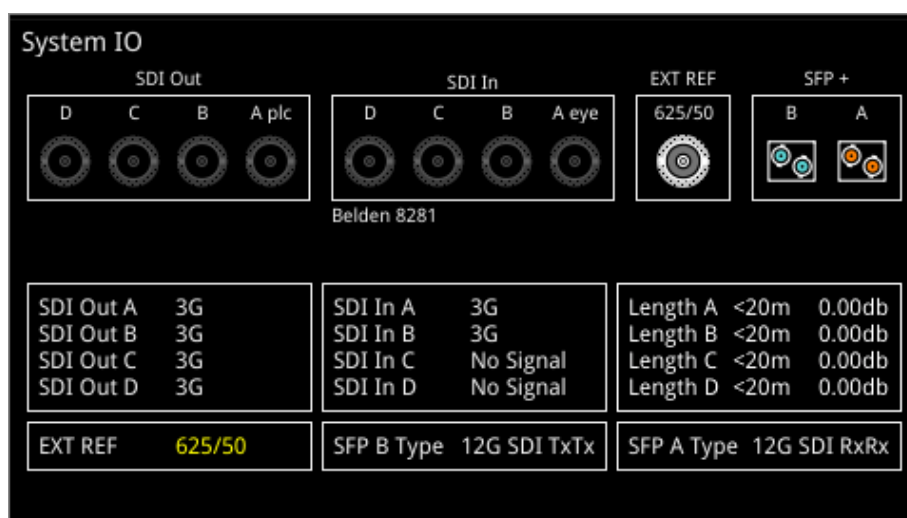 System IO
SDI Out
SDI In
EXT REF
SFP +
D C B A plc
D C B A eye
625/50
B A
Belden 8281
SDI Out A 3G
SDI Out B 3G
SDI Out C 3G
SDI Out D 3G
SDI In A 3G
SDI In B 3G
SDI In C No Signal
SDI In D No Signal
Length A <20m 0.00db
Length B <20m 0.00db
Length C <20m 0.00db
Length D <20m 0.00db
EXT REF 625/50
SFP B Type 12G SDI TxTx
SFP A Type 12G SDI RxRx